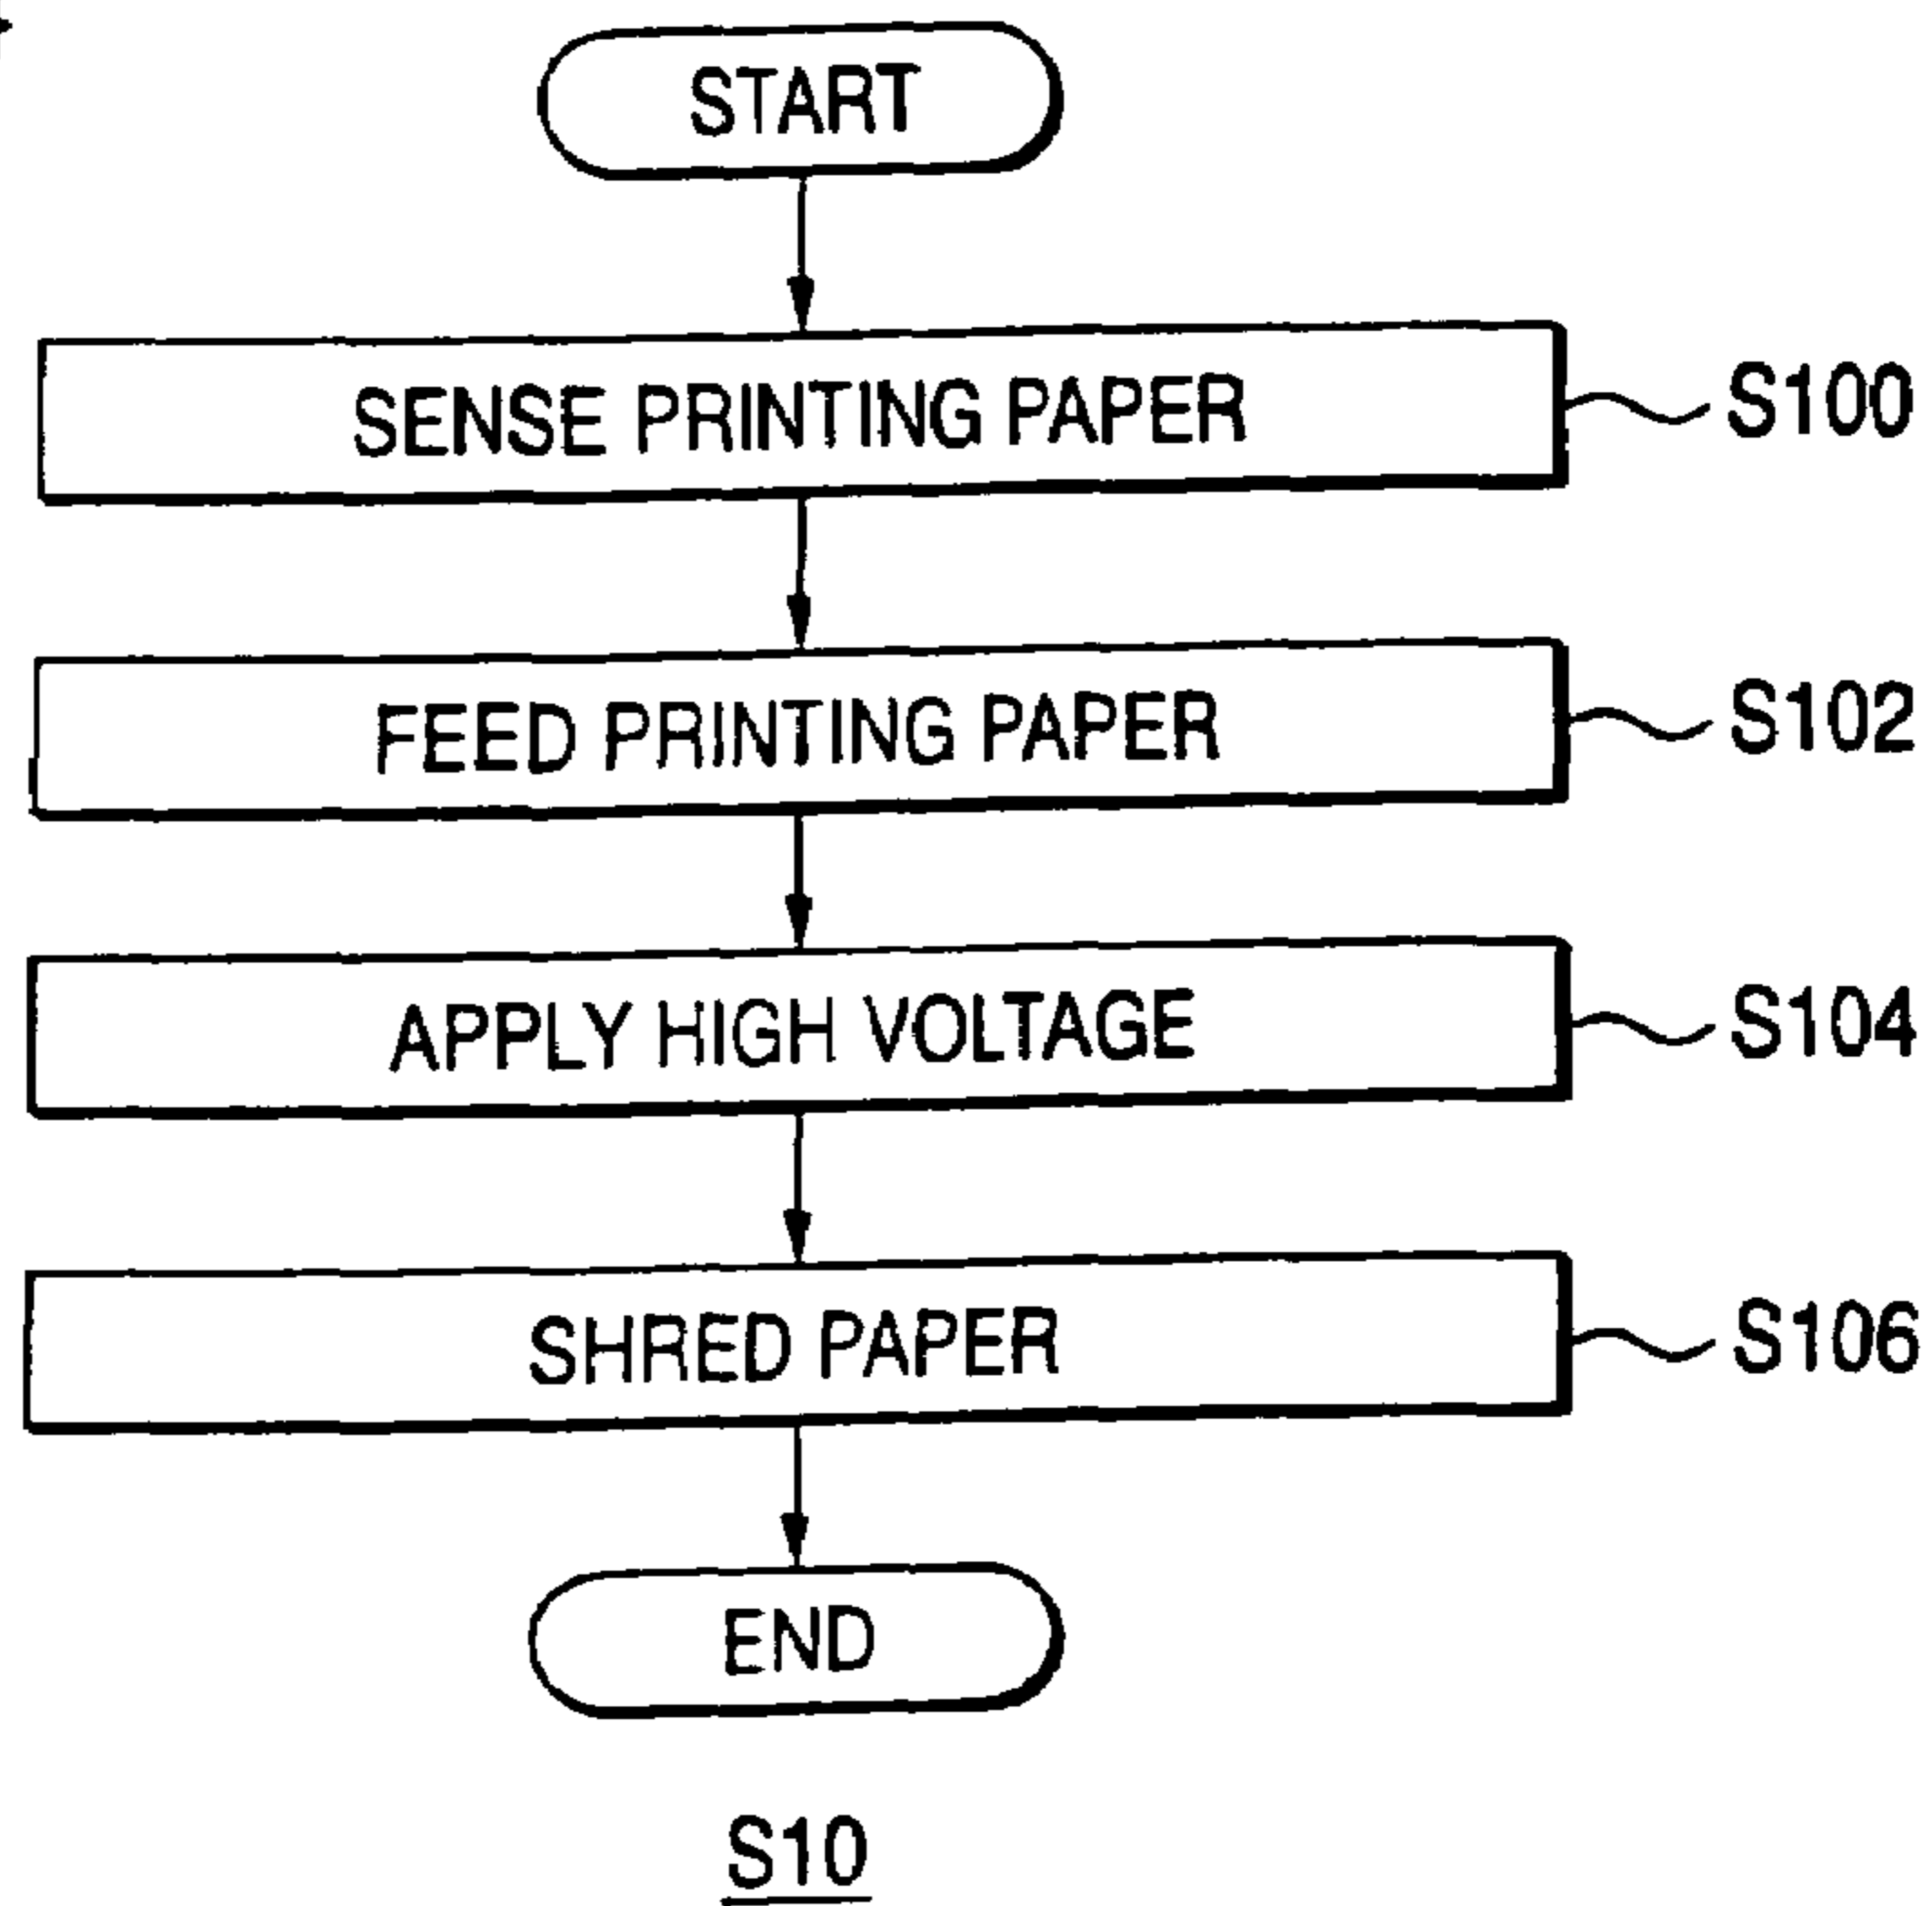 START
SENSE PRINTING PAPER
S100
FEED PRINTING PAPER
S102
APPLY HIGH VOLTAGE
S104
SHRED PAPER
S106
END
S10